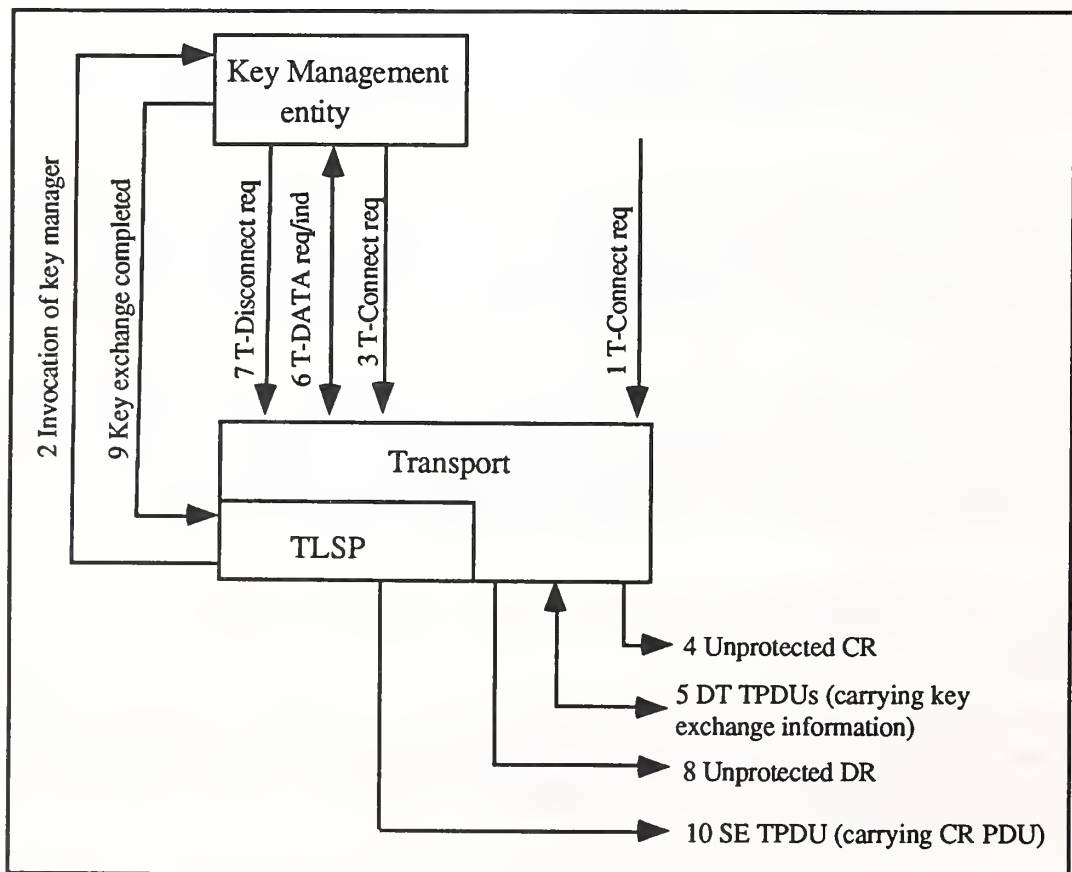 Key Management
entity
2 Invocation of key manager
9 Key exchange completed
7 T-Disconnect req
6 T-DATA req/ind
3 T-Connect req
1 T-Connect req
Transport
TLSP
4 Unprotected CR
5 DT TPDUs (carrying key
exchange information)
8 Unprotected DR
10 SE TPDU (carrying CR PDU)